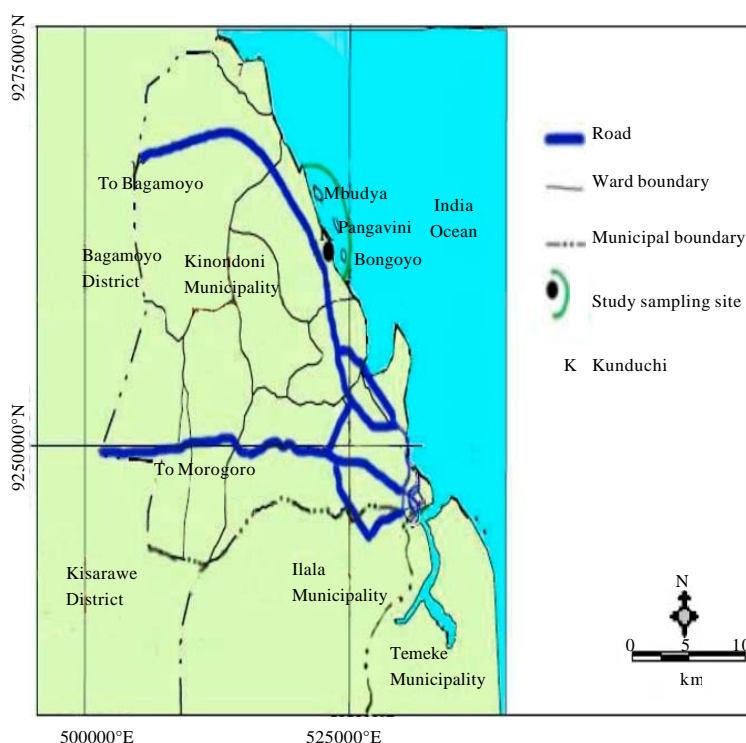 9275000°N
Road
To Bagamoyo
Mbudya
Ward boundary
India
Ocean
Pangavini
Municipal boundary
Bagamoyo
District
Kinondoni
Municipality
Bongoyo
Study sampling site
K Kunduchi
9250000°N
To Morogoro
Kisarawe
District
Ilala
Municipality
N
Temeke
Municipality
0 5 10
km
500000°E
525000°E